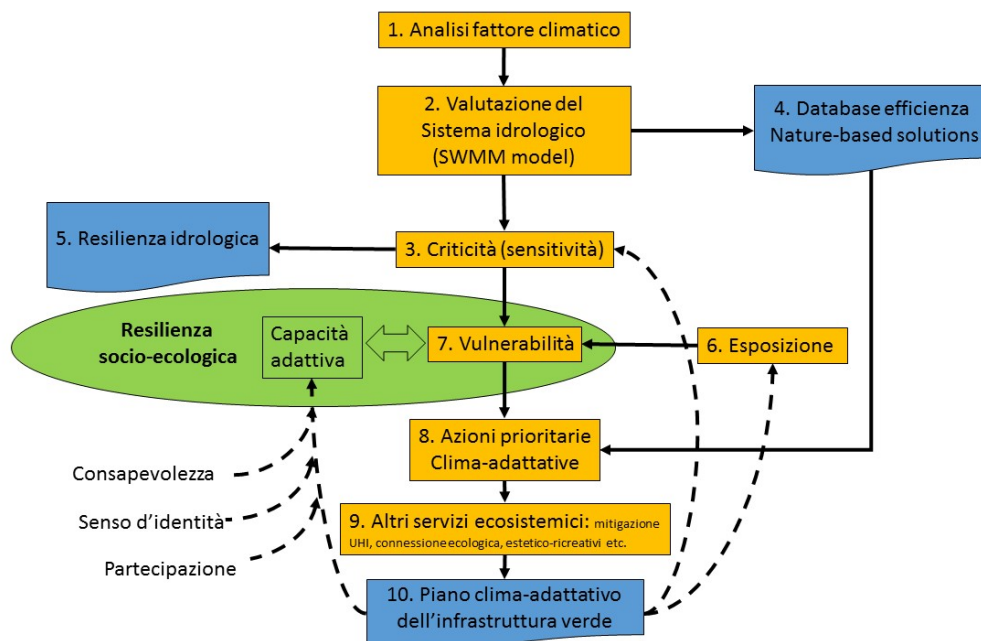 1. Analisi fattore climatico
2. Valutazione del
Sistema idrologico
(SWMM model)
4. Database efficienza
Nature-based solutions
5. Resilienza idrologica
3. Criticità (sensitività)
Resilienza
socio-ecologica
Capacità
adattiva
7. Vulnerabilità
6. Esposizione
8. Azioni prioritarie
Clima-adattative
Consapevolezza
Senso d'identità
Partecipazione
9. Altri servizi ecosistemici: mitigazione
UHI, connessione ecologica, estetico-ricreativi etc.
10. Piano clima-adattativo
dell'infrastruttura verde